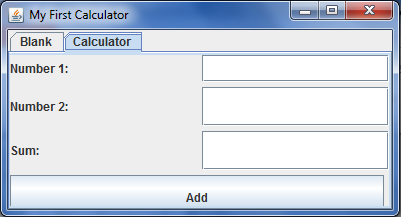 My First Calculator
Blank Calculator
Number 1:
Number 2:
Sum:
Add